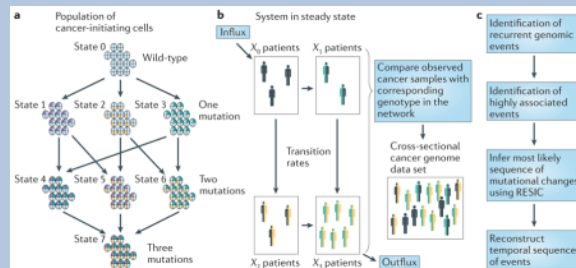 a Population of
cancer-initiating cells
State 0
Wild-type
State 1
State 2
State 3
One
mutation
State 4
State 5
State 6
Two
mutations
State 7
Three
mutations
b System in steady state
Influx
X₀ patients
X₁ patients
Transition
rates
X₂ patients
X₃ patients
Outflux
Compare observed
cancer samples with
corresponding
genotype in the
network
Cross-sectional
cancer genome
data set
c Identification of
recurrent genomic
events
Identification of
highly associated
events
Infer most likely
sequence of
mutational changes
using RESIC
Reconstruct
temporal sequence
of events